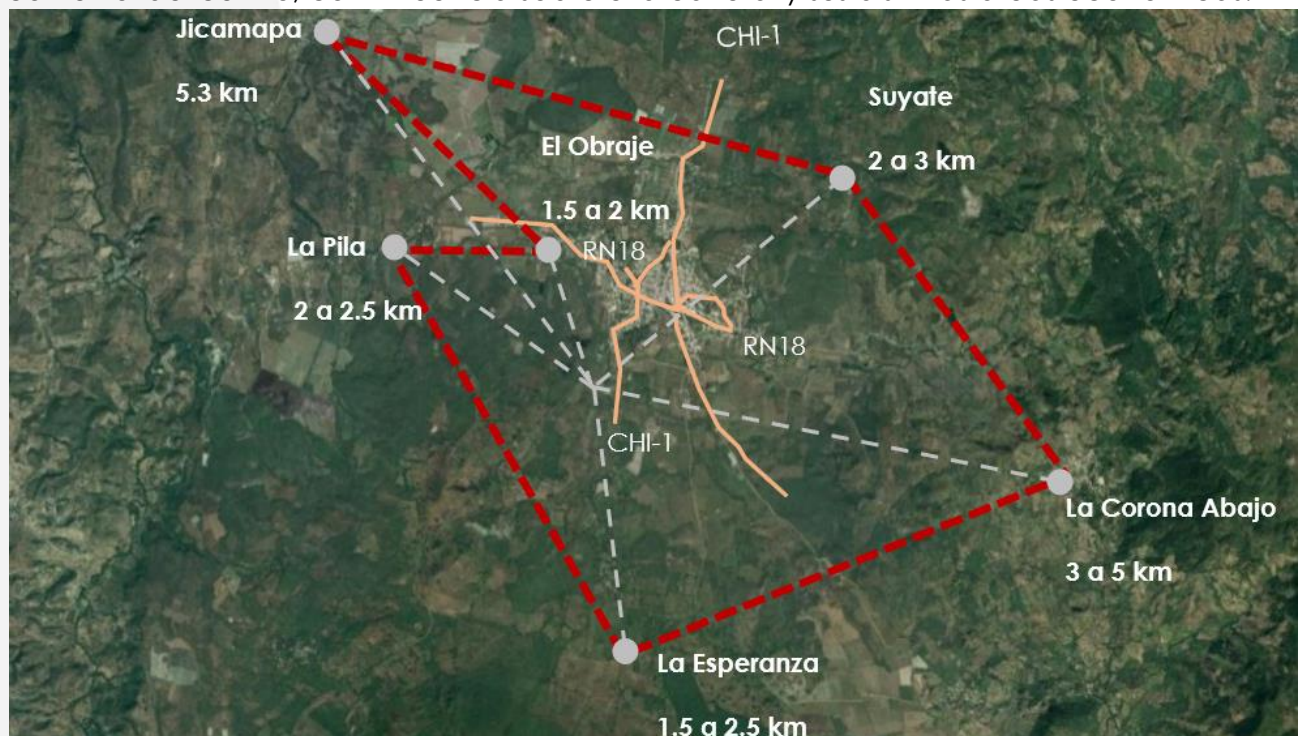 Jicamapa
5.3 km
CHI-1
Suyate
2 a 3 km
El Obraje
1.5 a 2 km
RN18
La Pila
2 a 2.5 km
RN18
CHI-1
La Corona Abajo
3 a 5 km
La Esperanza
1.5 a 2.5 km